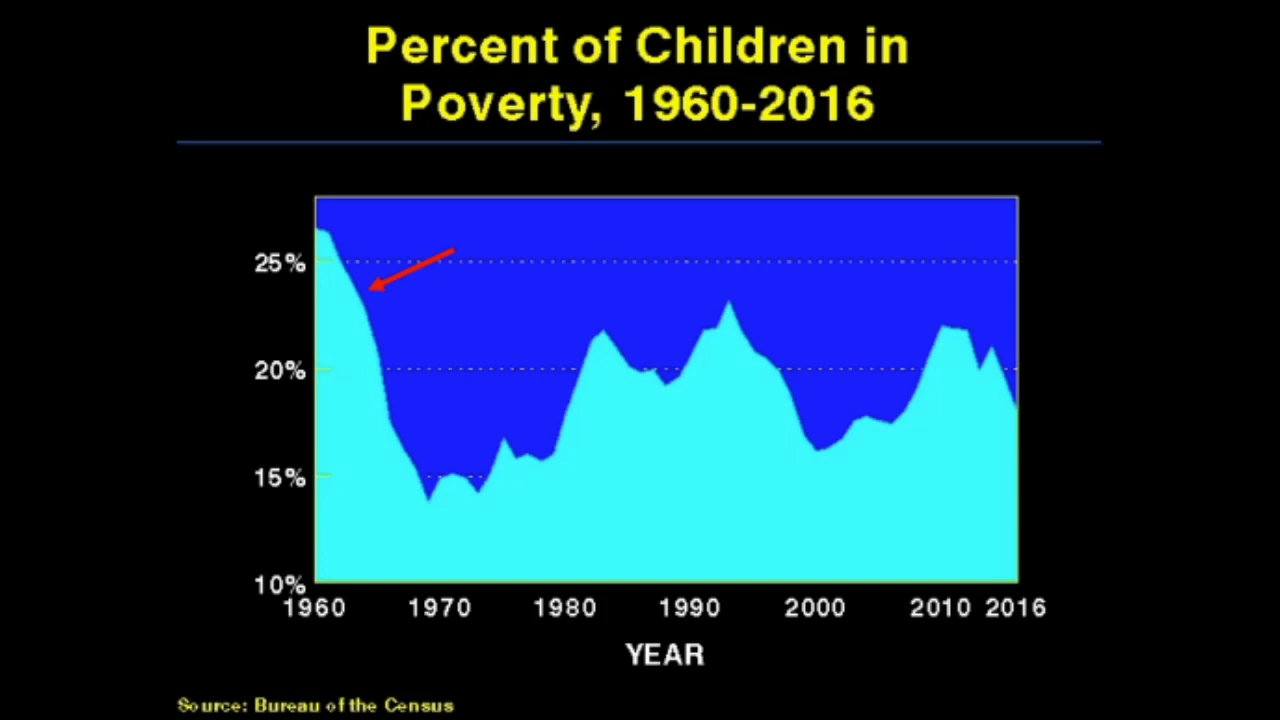 Percent of Children in
Poverty, 1960-2016
25%
20%
15%
10%
1960 1970 1980 1990 2000 2010 2016
YEAR
Source: Bureau of the Census